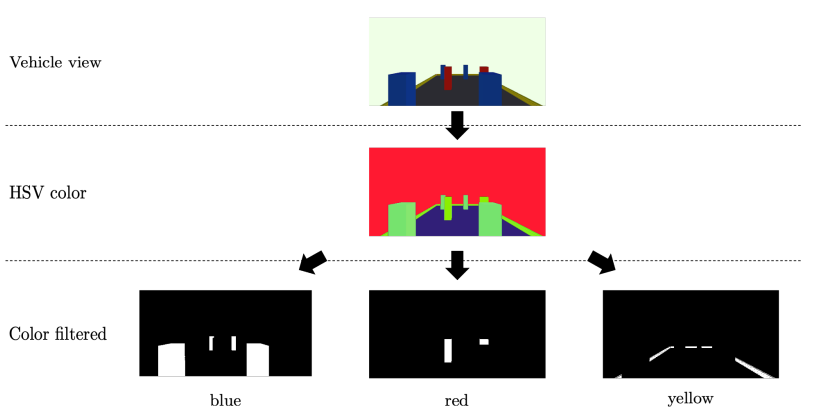 Vehicle view
HSV color
Color filtered
blue
red
yellow